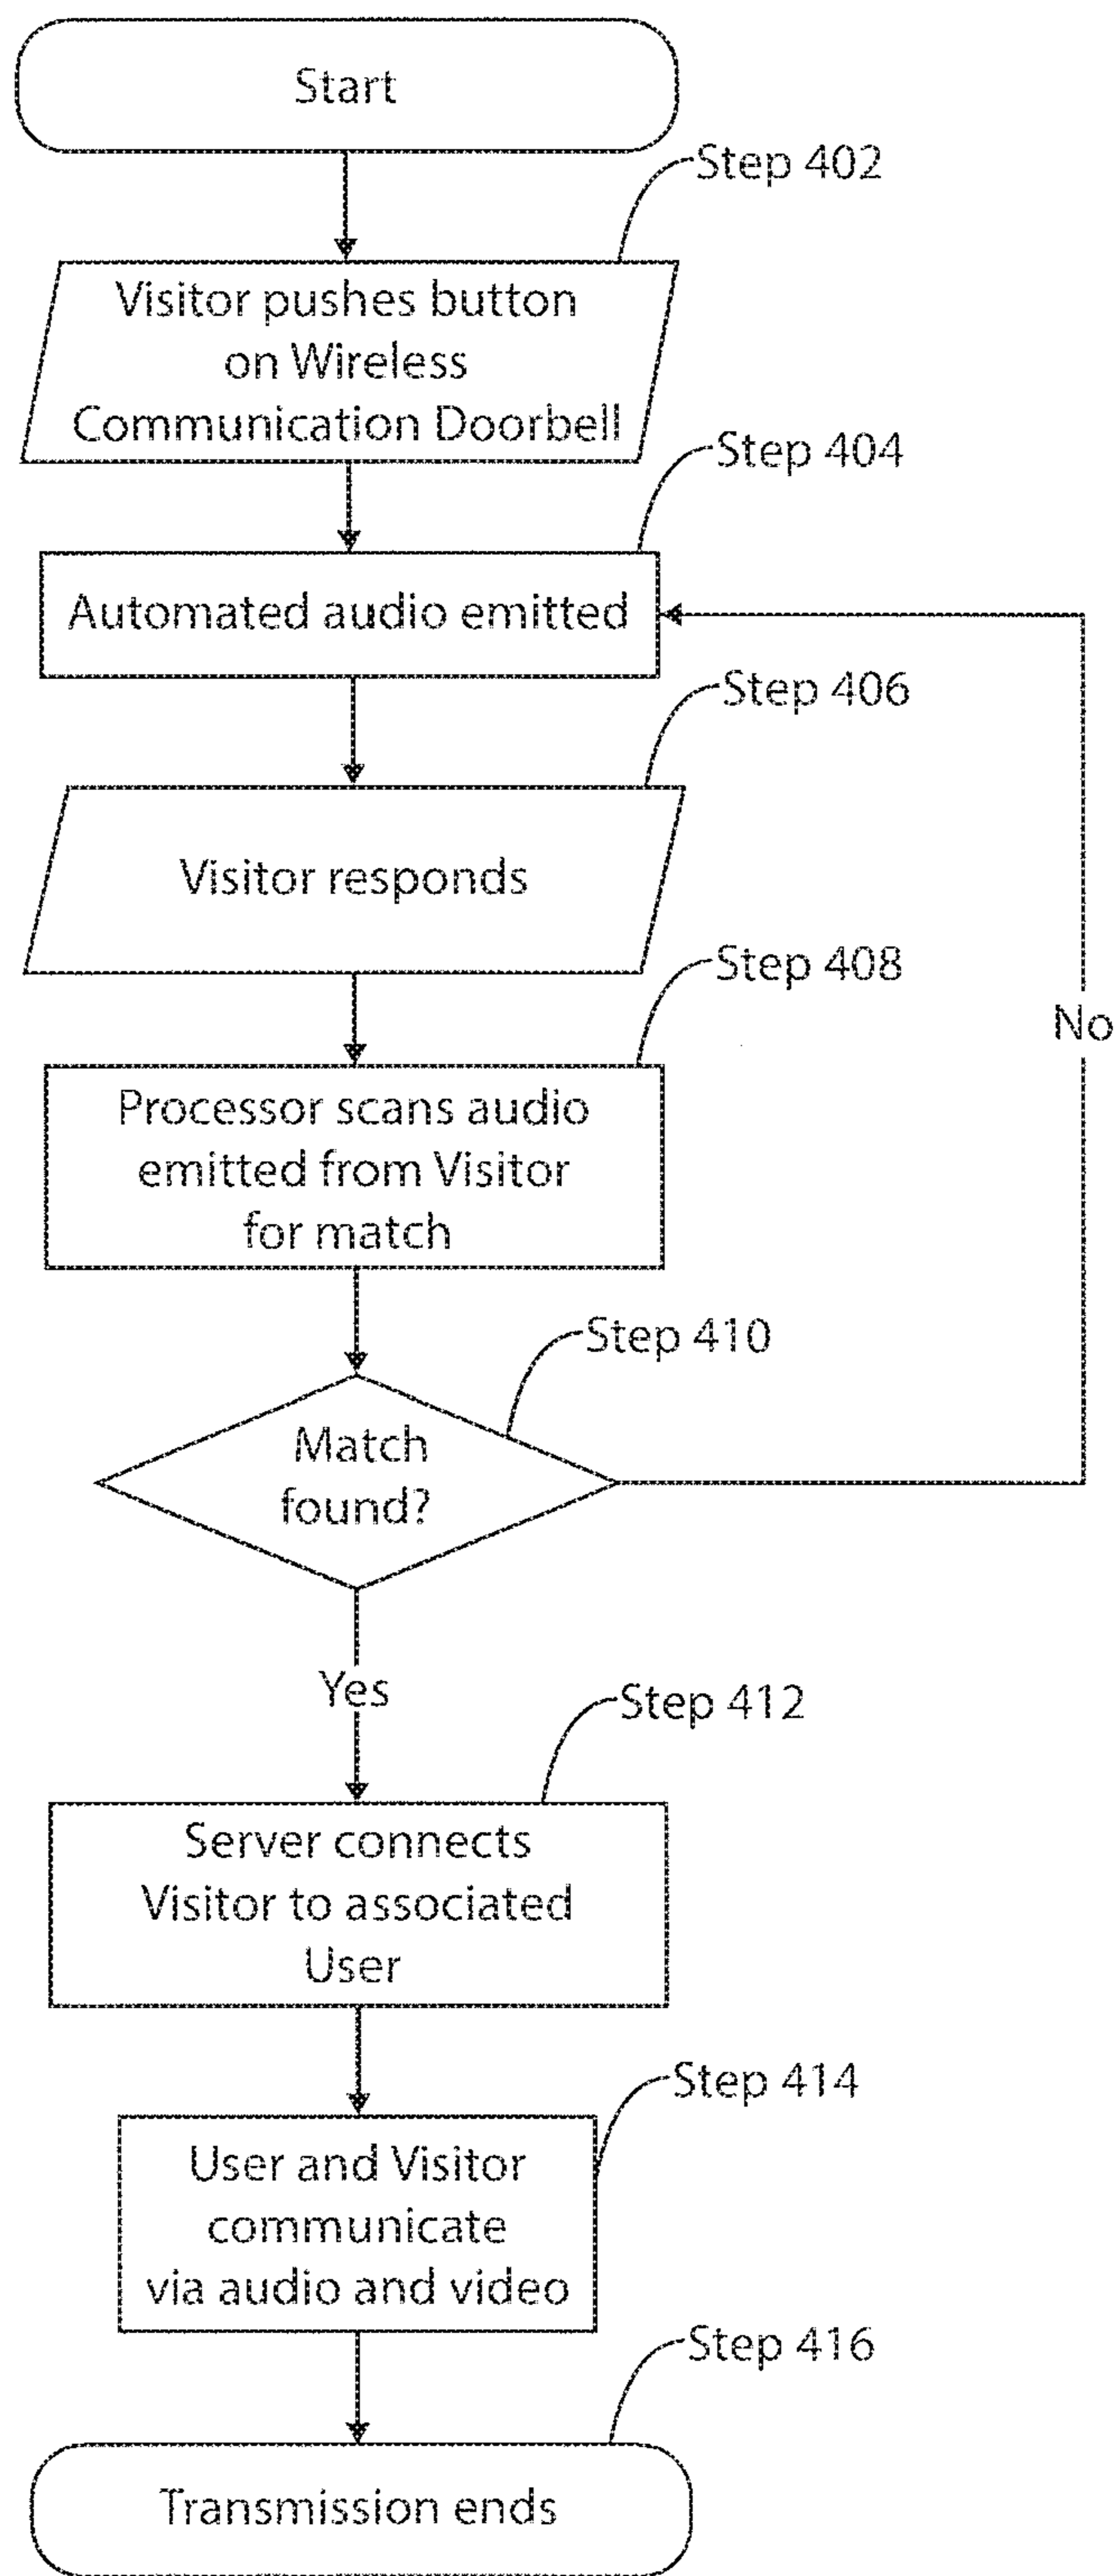 Start
Step 402
Visitor pushes button
on Wireless
Communication Doorbell
Step 404
Automated audio emitted
Step 406
Visitor responds
Step 408
Processor scans audio
emitted from Visitor
for match
No
Step 410
Match
found?
Yes
Step 412
Server connects
Visitor to associated
User
Step 414
User and Visitor
communicate
via audio and video
Step 416
Transmission ends